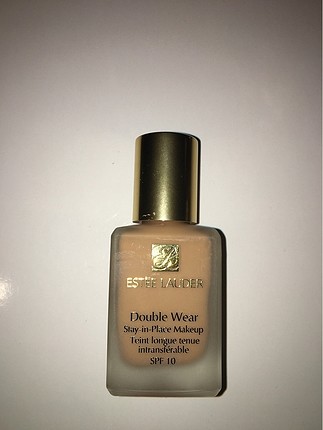 ESTĒE LAUDER
Double Wear
Stay-in-Place Makeup
Teint longue tenue
intransférable
SPF 10